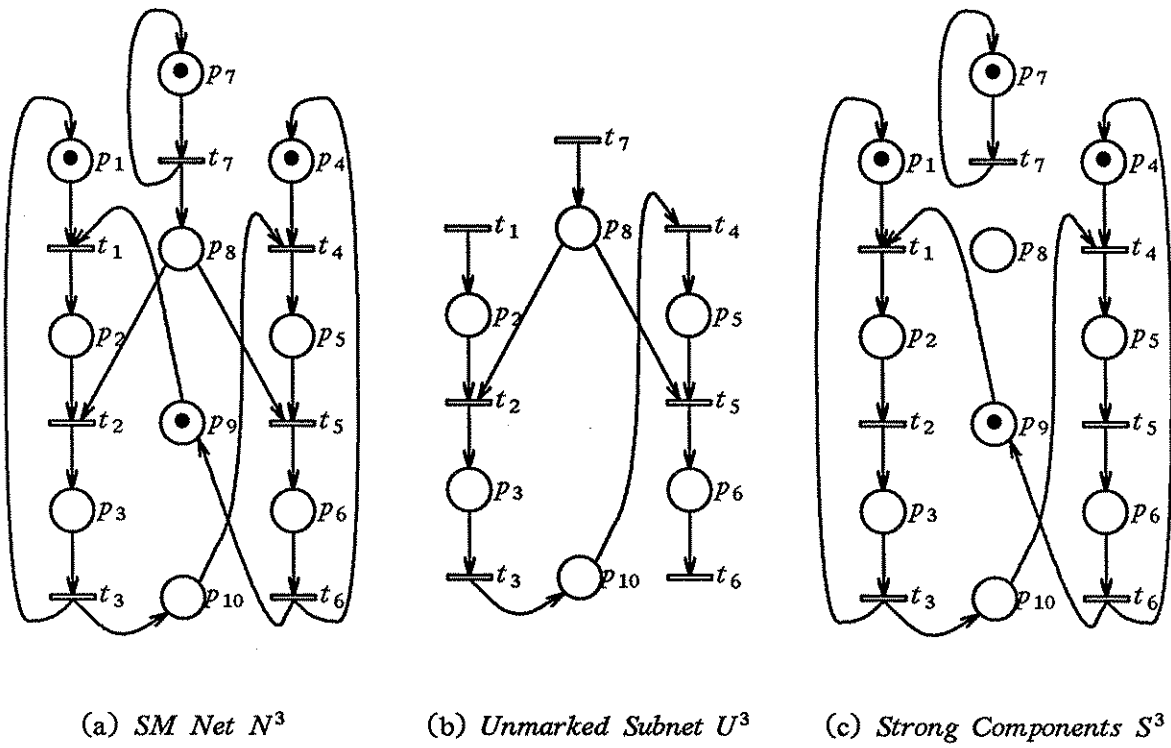 p7
p1 t7 p4
t1 p8 t4
p2 p5
t2 p9 t5
p3 p6
t3 p10 t6
(a) SM Net N³
t7
t1 p8 t4
p2 p5
t2 t5
p3 p6
t3 p10 t6
(b) Unmarked Subnet U³
p7
p1 t7 p4
t1 p8 t4
p2 p5
t2 p9 t5
p3 p6
t3 p10 t6
(c) Strong Components S³